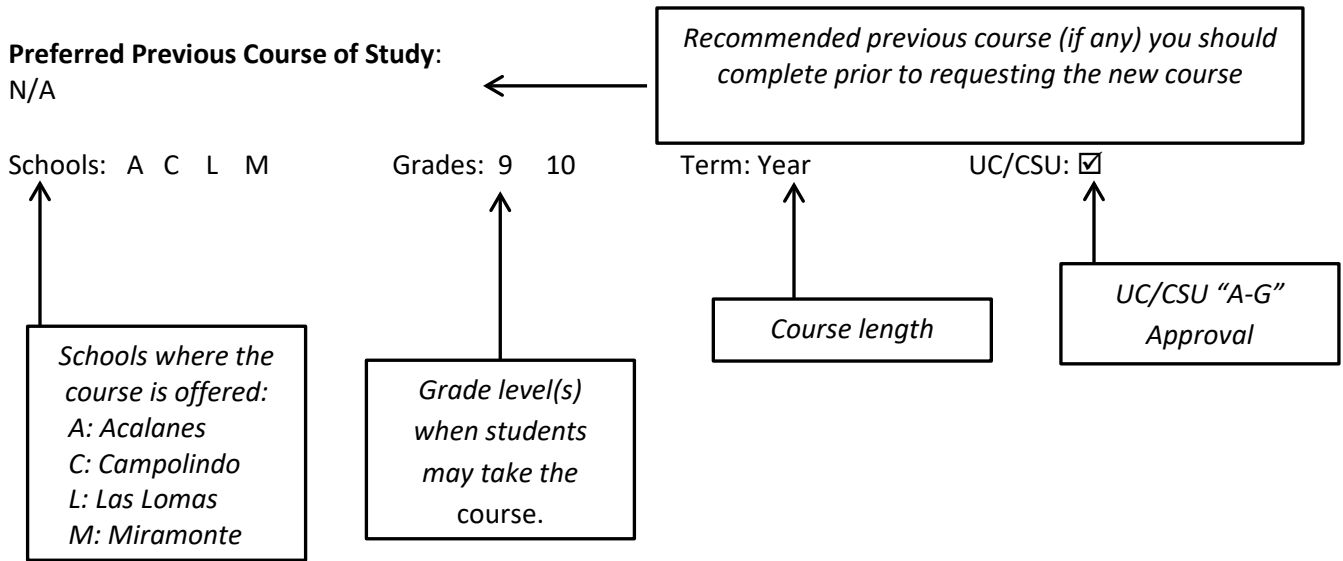 Recommended previous course (if any) you should
complete prior to requesting the new course
Preferred Previous Course of Study:
N/A
Schools: A C L M Grades: 9 10 Term: Year UC/CSU: ☑
Schools where the
course is offered:
A: Acalanes
C: Campolindo
L: Las Lomas
M: Miramonte
Grade level(s)
when students
may take the
course.
Course length
UC/CSU “A-G”
Approval